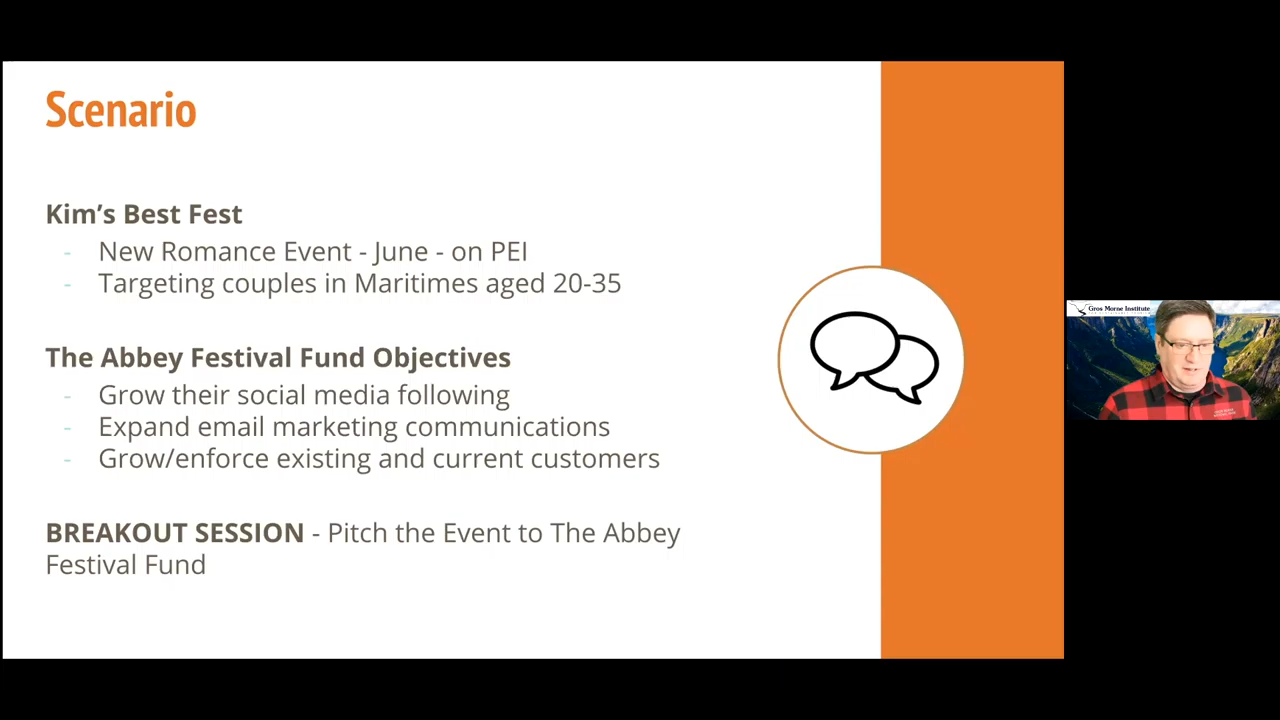 Scenario
Kim's Best Fest
- New Romance Event - June - on PEI
- Targeting couples in Maritimes aged 20-35
The Abbey Festival Fund Objectives
- Grow their social media following
- Expand email marketing communications
- Grow/enforce existing and current customers
BREAKOUT SESSION - Pitch the Event to The Abbey
Festival Fund
Gros Morne Institute